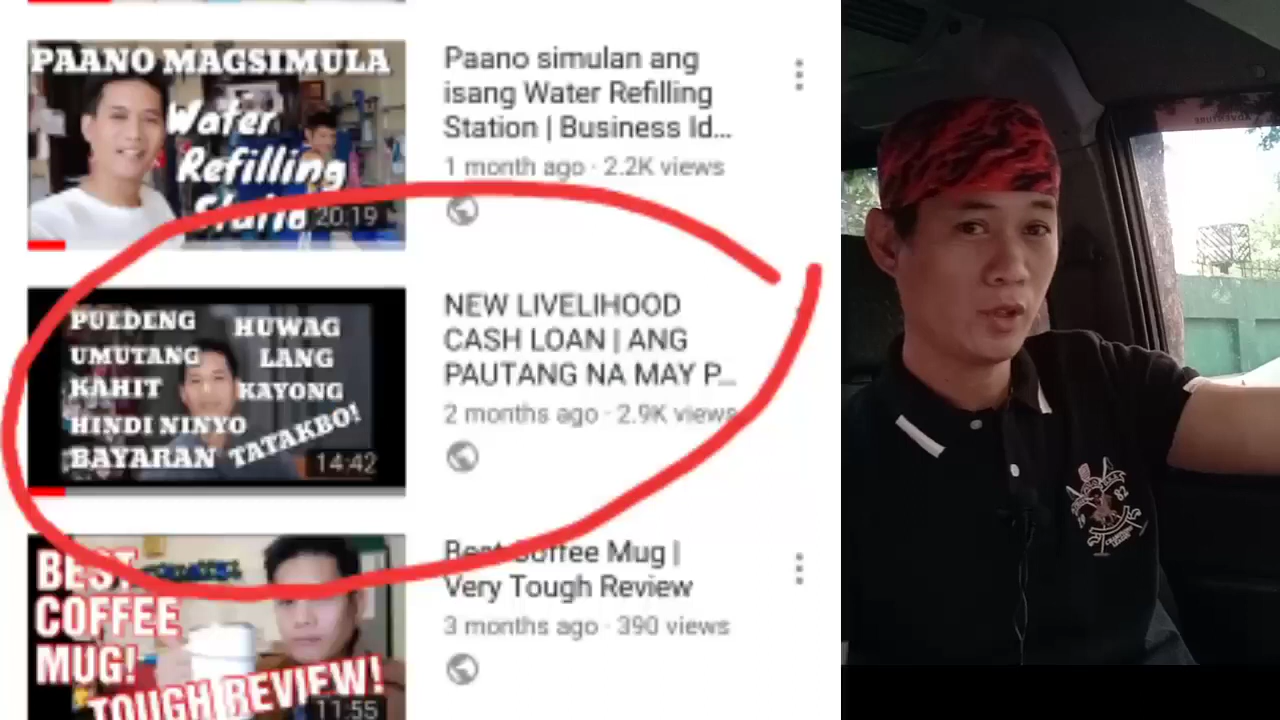 PAANO MAGSIMULA
Water
Refilling
20:19
Paano simulan ang
isang Water Refilling
Station | Business Id...
1 month ago · 2.2K views
PUEDENG
UMUTANG
KAHIT
HINDI NINYO
BAYARAN
HUWAG
LANG
KAYONG
TATAKBO!
14:42
NEW LIVELIHOOD
CASH LOAN | ANG
PAUTANG NA MAY P...
2 months ago · 2.9K views
BEST
COFFEE
MUG!
TOUGH REVIEW!
11:55
Best Coffee Mug |
Very Tough Review
3 months ago · 390 views